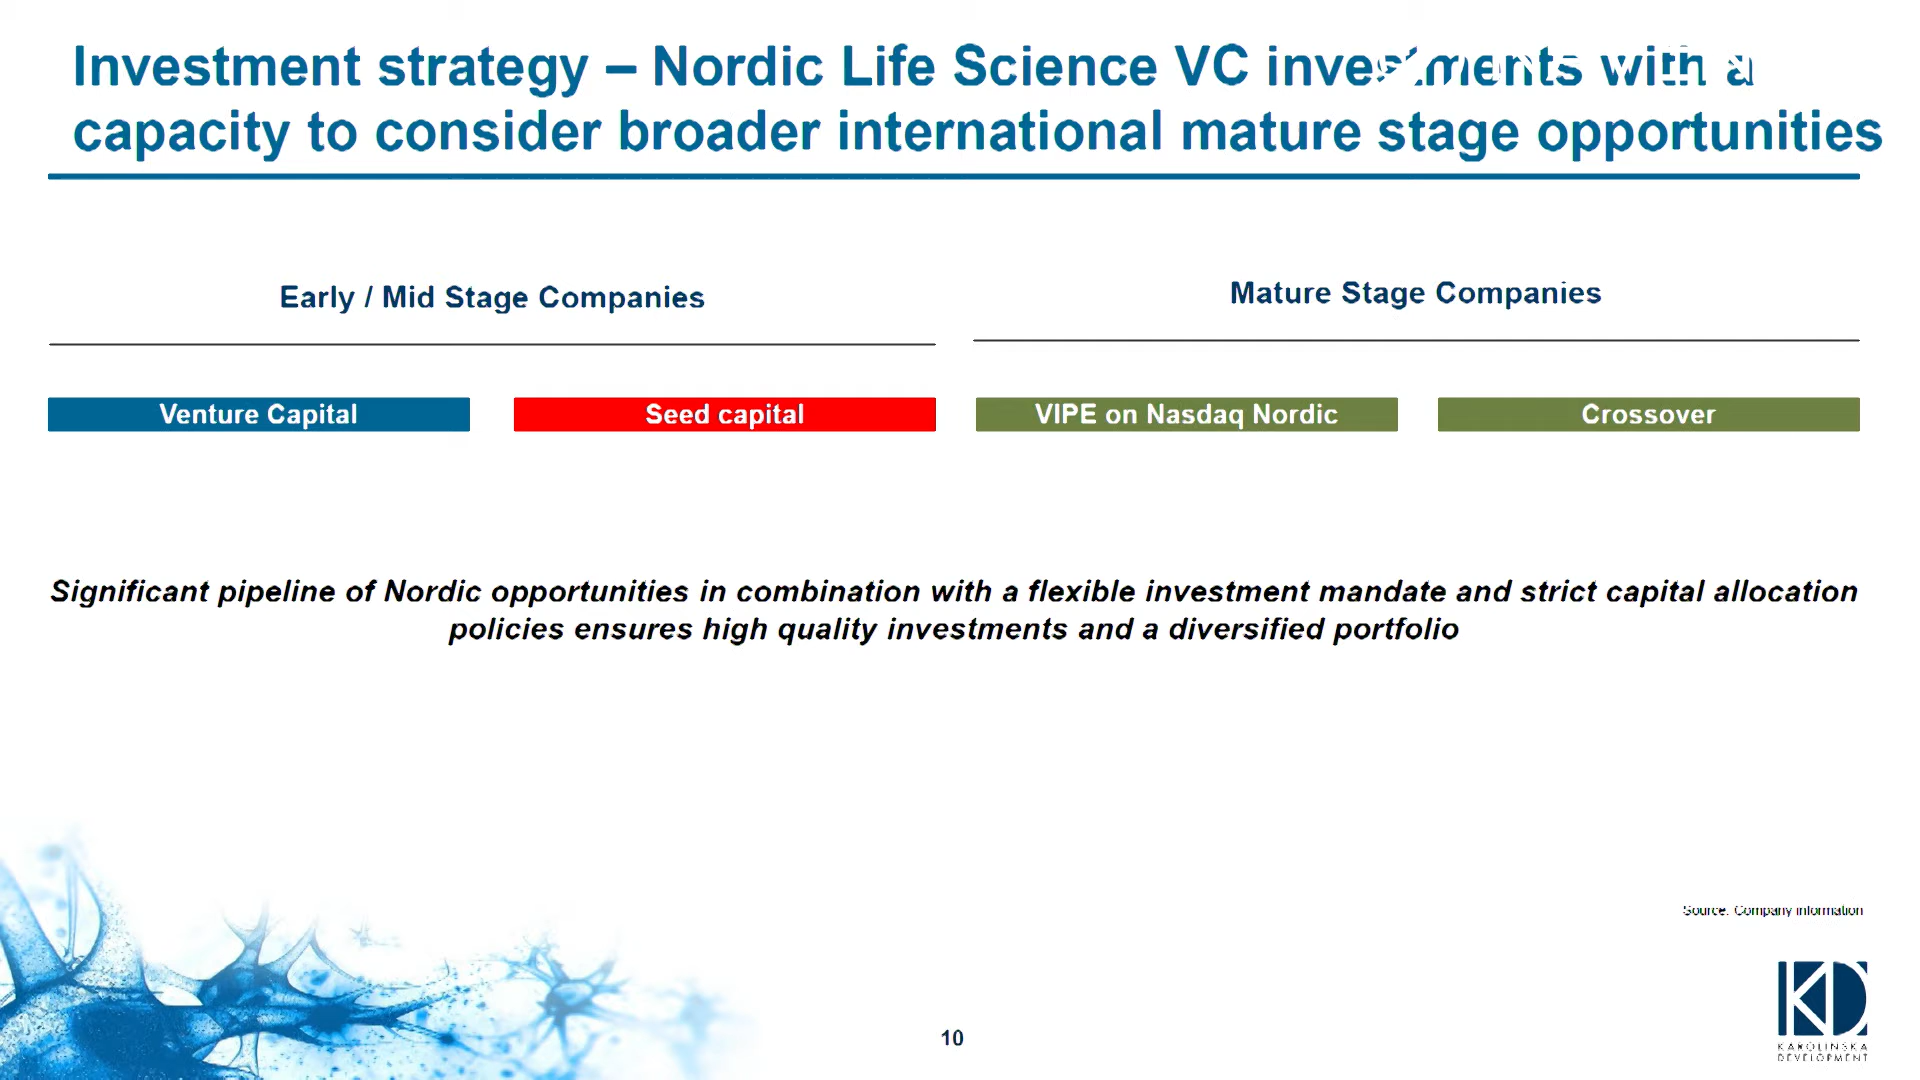 Investment strategy – Nordic Life Science VC investments with a
capacity to consider broader international mature stage opportunities
Early / Mid Stage Companies
Mature Stage Companies
Venture Capital
Seed capital
VIPE on Nasdaq Nordic
Crossover
Significant pipeline of Nordic opportunities in combination with a flexible investment mandate and strict capital allocation
policies ensures high quality investments and a diversified portfolio
Source: Company information
10
KD
KAROLINSKA
DEVELOPMENT